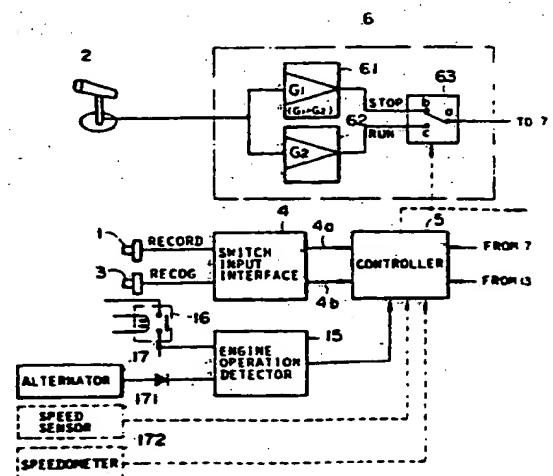 6
2
61
63
G1
(G1>G2)
STOP
b
a
TO 7
62
RUN
c
G2
4
5
4a
1
RECORD
SWITCH INPUT INTERFACE
CONTROLLER
FROM 7
3
RECOG
4b
FROM 13
16
15
17
ENGINE OPERATION DETECTOR
ALTERNATOR
171
SPEED SENSOR
172
SPEEDOMETER